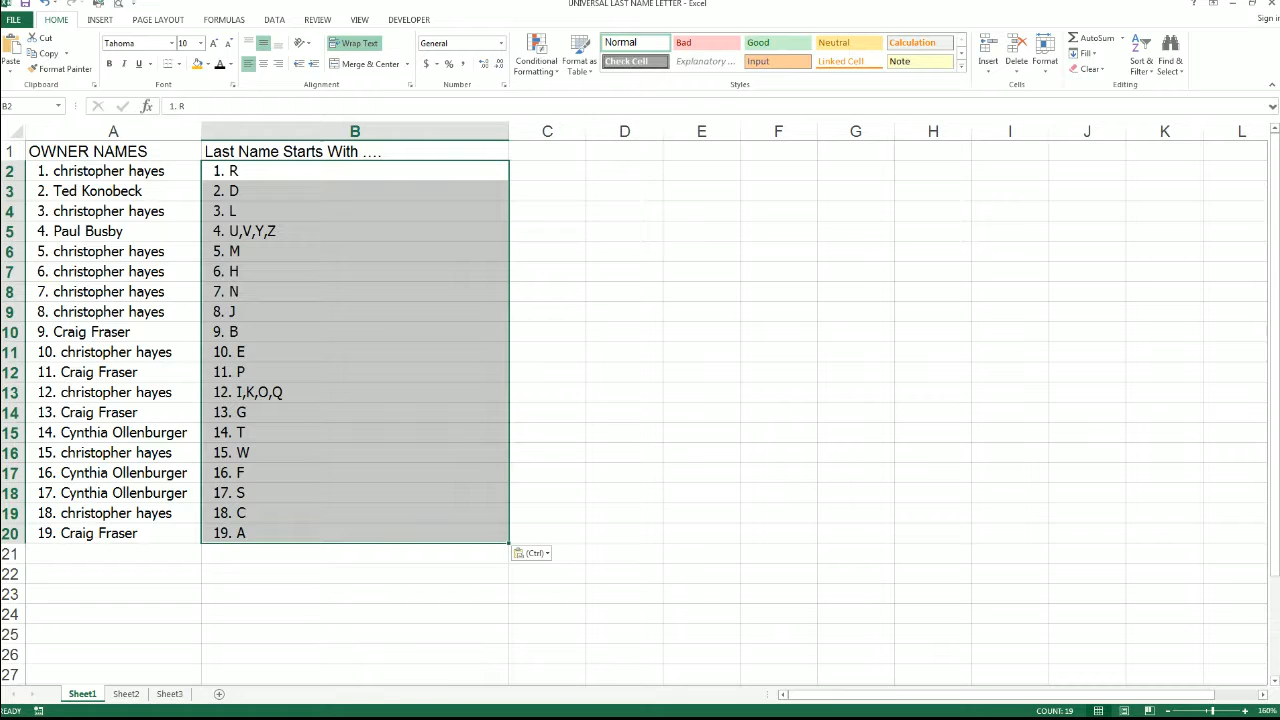 UNIVERSAL LAST NAME LETTER - Excel
FILE HOME INSERT PAGE LAYOUT FORMULAS DATA REVIEW VIEW DEVELOPER Sign in
Cut
Copy
Format Painter
Paste
Clipboard
Tahoma 10
B I U
Font
Wrap Text
Merge & Center
Alignment
General
$ % ,
Number
Conditional Formatting
Format as Table
Normal Bad Good Neutral Calculation
Check Cell Explanatory ... Input Linked Cell Note
Styles
Insert Delete Format
Cells
AutoSum
Fill
Clear
Sort & Filter
Find & Select
Editing
B2 fx 1. R
A B C D E F G H I J K L
1 OWNER NAMES Last Name Starts With ....
2 1. christopher hayes 1. R
3 2. Ted Konobeck 2. D
4 3. christopher hayes 3. L
5 4. Paul Busby 4. U,V,Y,Z
6 5. christopher hayes 5. M
7 6. christopher hayes 6. H
8 7. christopher hayes 7. N
9 8. christopher hayes 8. J
10 9. Craig Fraser 9. B
11 10. christopher hayes 10. E
12 11. Craig Fraser 11. P
13 12. christopher hayes 12. I,K,O,Q
14 13. Craig Fraser 13. G
15 14. Cynthia Ollenburger 14. T
16 15. christopher hayes 15. W
17 16. Cynthia Ollenburger 16. F
18 17. Cynthia Ollenburger 17. S
19 18. christopher hayes 18. C
20 19. Craig Fraser 19. A
21 (Ctrl)
22
23
24
25
26
27
Sheet1 Sheet2 Sheet3
READY COUNT: 19 160%